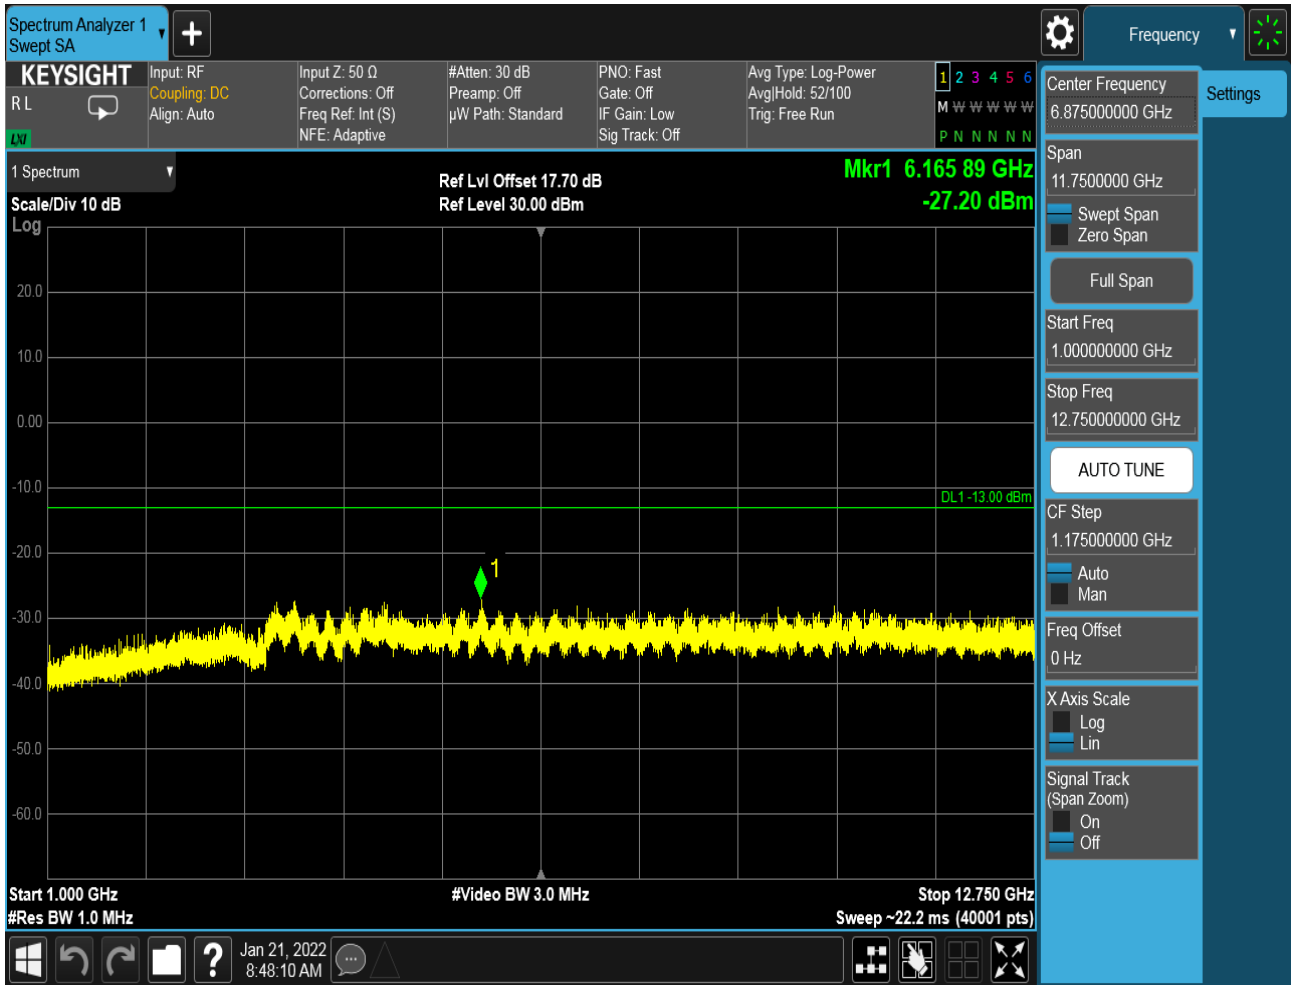 Spectrum Analyzer 1
Swept SA
Frequency
KEYSIGHT
R L
LXI
Input: RF
Coupling: DC
Align: Auto
Input Z: 50 Ω
Corrections: Off
Freq Ref: Int (S)
NFE: Adaptive
#Atten: 30 dB
Preamp: Off
µW Path: Standard
PNO: Fast
Gate: Off
IF Gain: Low
Sig Track: Off
Avg Type: Log-Power
Avg|Hold: 52/100
Trig: Free Run
1 2 3 4 5 6
M W W W W W
P N N N N N
1 Spectrum
Scale/Div 10 dB
Log
Ref Lvl Offset 17.70 dB
Ref Level 30.00 dBm
Mkr1 6.165 89 GHz
-27.20 dBm
20.0
10.0
0.00
-10.0
DL1 -13.00 dBm
-20.0
1
-30.0
-40.0
-50.0
-60.0
Start 1.000 GHz
#Video BW 3.0 MHz
Stop 12.750 GHz
#Res BW 1.0 MHz
Sweep ~22.2 ms (40001 pts)
?
Jan 21, 2022
8:48:10 AM
Center Frequency
6.875000000 GHz
Settings
Span
11.7500000 GHz
Swept Span
Zero Span
Full Span
Start Freq
1.000000000 GHz
Stop Freq
12.750000000 GHz
AUTO TUNE
CF Step
1.175000000 GHz
Auto
Man
Freq Offset
0 Hz
X Axis Scale
Log
Lin
Signal Track
(Span Zoom)
On
Off